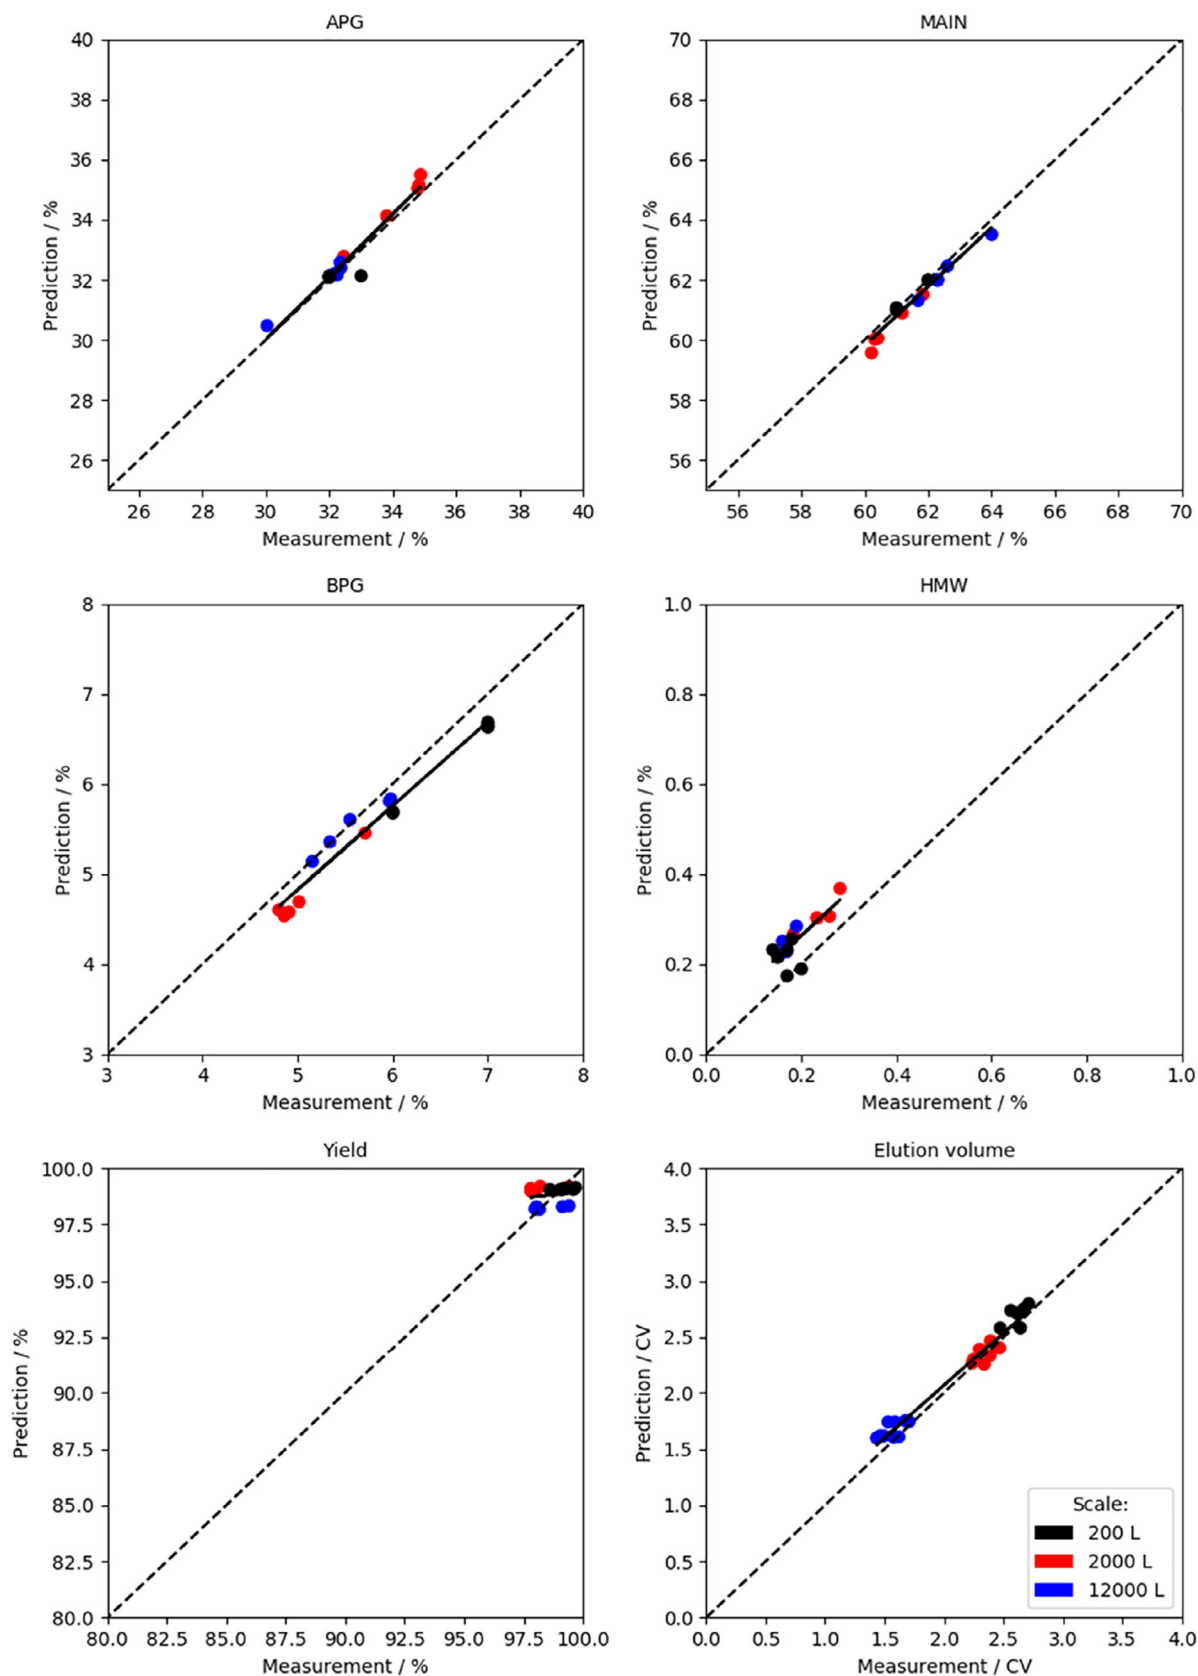 APG
40
38
36
34
32
30
28
26
Prediction / %
26 28 30 32 34 36 38 40
Measurement / %
MAIN
70
68
66
64
62
60
58
56
Prediction / %
56 58 60 62 64 66 68 70
Measurement / %
BPG
8
7
6
5
4
3
Prediction / %
3 4 5 6 7 8
Measurement / %
HMW
1.0
0.8
0.6
0.4
0.2
0.0
Prediction / %
0.0 0.2 0.4 0.6 0.8 1.0
Measurement / %
Yield
100.0
97.5
95.0
92.5
90.0
87.5
85.0
82.5
80.0
Prediction / %
80.0 82.5 85.0 87.5 90.0 92.5 95.0 97.5 100.0
Measurement / %
Elution volume
4.0
3.5
3.0
2.5
2.0
1.5
1.0
0.5
0.0
Prediction / CV
0.0 0.5 1.0 1.5 2.0 2.5 3.0 3.5 4.0
Measurement / CV
Scale:
200 L
2000 L
12000 L